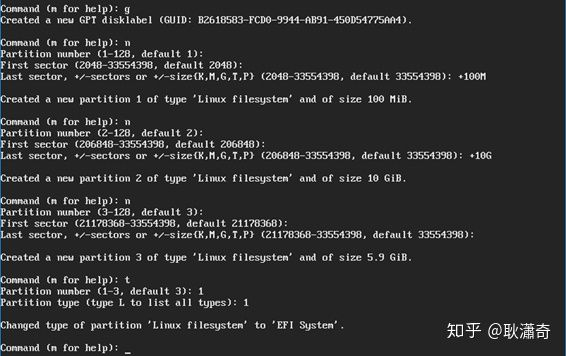 Command (m for help): g
Created a new GPT disklabel (GUID: B2618583-FCD0-9944-AB91-450D54775AA4).
Command (m for help): n
Partition number (1-128, default 1):
First sector (2048-33554398, default 2048):
Last sector, +/-sectors or +/-size(K,M,G,T,P) (2048-33554398, default 33554398): +100M
Created a new partition 1 of type 'Linux filesystem' and of size 100 MiB.
Command (m for help): n
Partition number (2-128, default 2):
First sector (206848-33554398, default 206848):
Last sector, +/-sectors or +/-size(K,M,G,T,P) (206848-33554398, default 33554398): +10G
Created a new partition 2 of type 'Linux filesystem' and of size 10 GiB.
Command (m for help): n
Partition number (3-128, default 3):
First sector (21178368-33554398, default 21178368):
Last sector, +/-sectors or +/-size(K,M,G,T,P) (21178368-33554398, default 33554398):
Created a new partition 3 of type 'Linux filesystem' and of size 5.9 GiB.
Command (m for help): t
Partition number (1-3, default 3): 1
Partition type (type L to list all types): 1
Changed type of partition 'Linux filesystem' to 'EFI System'.
Command (m for help): _
知乎 @耿潇奇